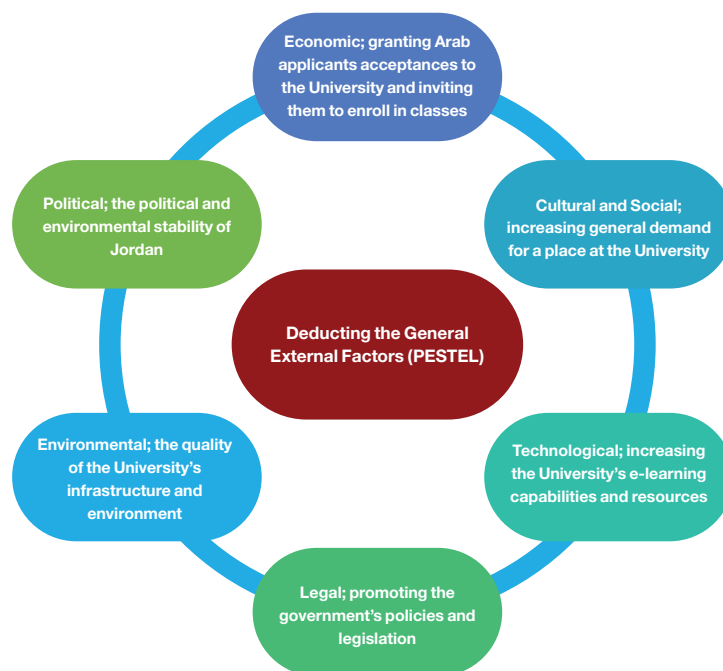 Economic; granting Arab
applicants acceptances to
the University and inviting
them to enroll in classes
Cultural and Social;
increasing general demand
for a place at the University
Technological; increasing
the University's e-learning
capabilities and resources
Legal; promoting the
government's policies and
legislation
Environmental; the quality
of the University's
infrastructure and
environment
Political; the political and
environmental stability of
Jordan
Deducting the General
External Factors (PESTEL)